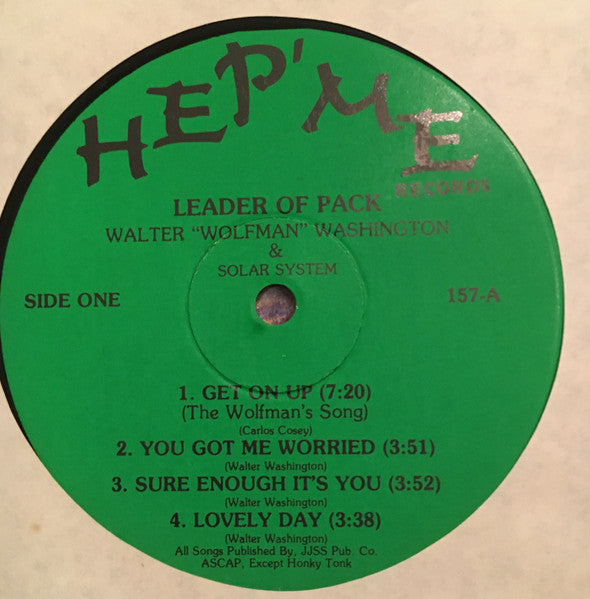 HEP' ME
RECORDS
LEADER OF PACK
WALTER “WOLFMAN” WASHINGTON
&
SOLAR SYSTEM
SIDE ONE
157-A
1. GET ON UP (7:20)
(The Wolfman's Song)
(Carlos Cosey)
2. YOU GOT ME WORRIED (3:51)
(Walter Washington)
3. SURE ENOUGH IT'S YOU (3:52)
(Walter Washington)
4. LOVELY DAY (3:38)
(Walter Washington)
All Songs Published By, JJSS Pub. Co.
ASCAP, Except Honky Tonk